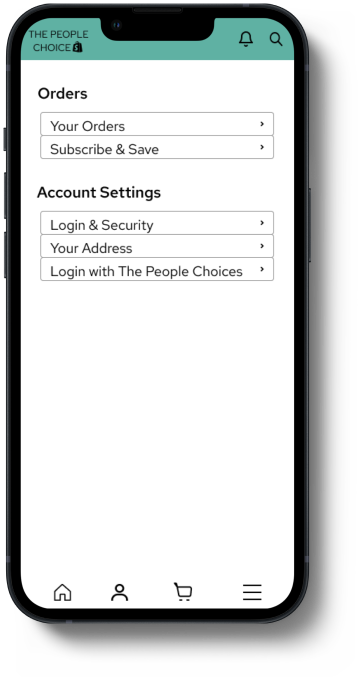 THE PEOPLE
CHOICE
Orders
Your Orders
Subscribe & Save
Account Settings
Login & Security
Your Address
Login with The People Choices